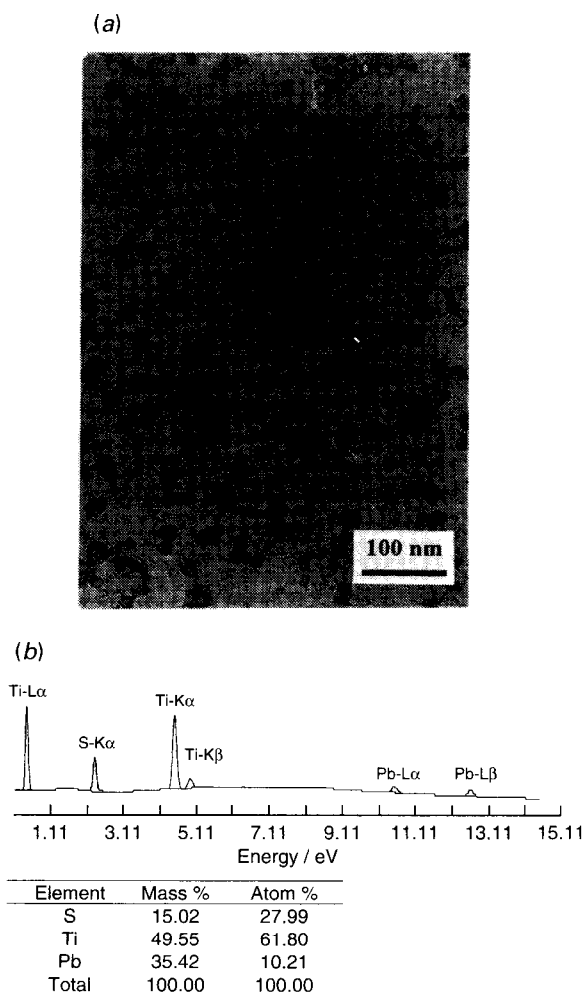 (a)
100 nm
(b)
Ti-Lα
S-Kα
Ti-Kα
Ti-Kβ
Pb-Lα
Pb-Lβ
1.11 3.11 5.11 7.11 9.11 11.11 13.11 15.11
Energy / eV
Element Mass % Atom %
S 15.02 27.99
Ti 49.55 61.80
Pb 35.42 10.21
Total 100.00 100.00